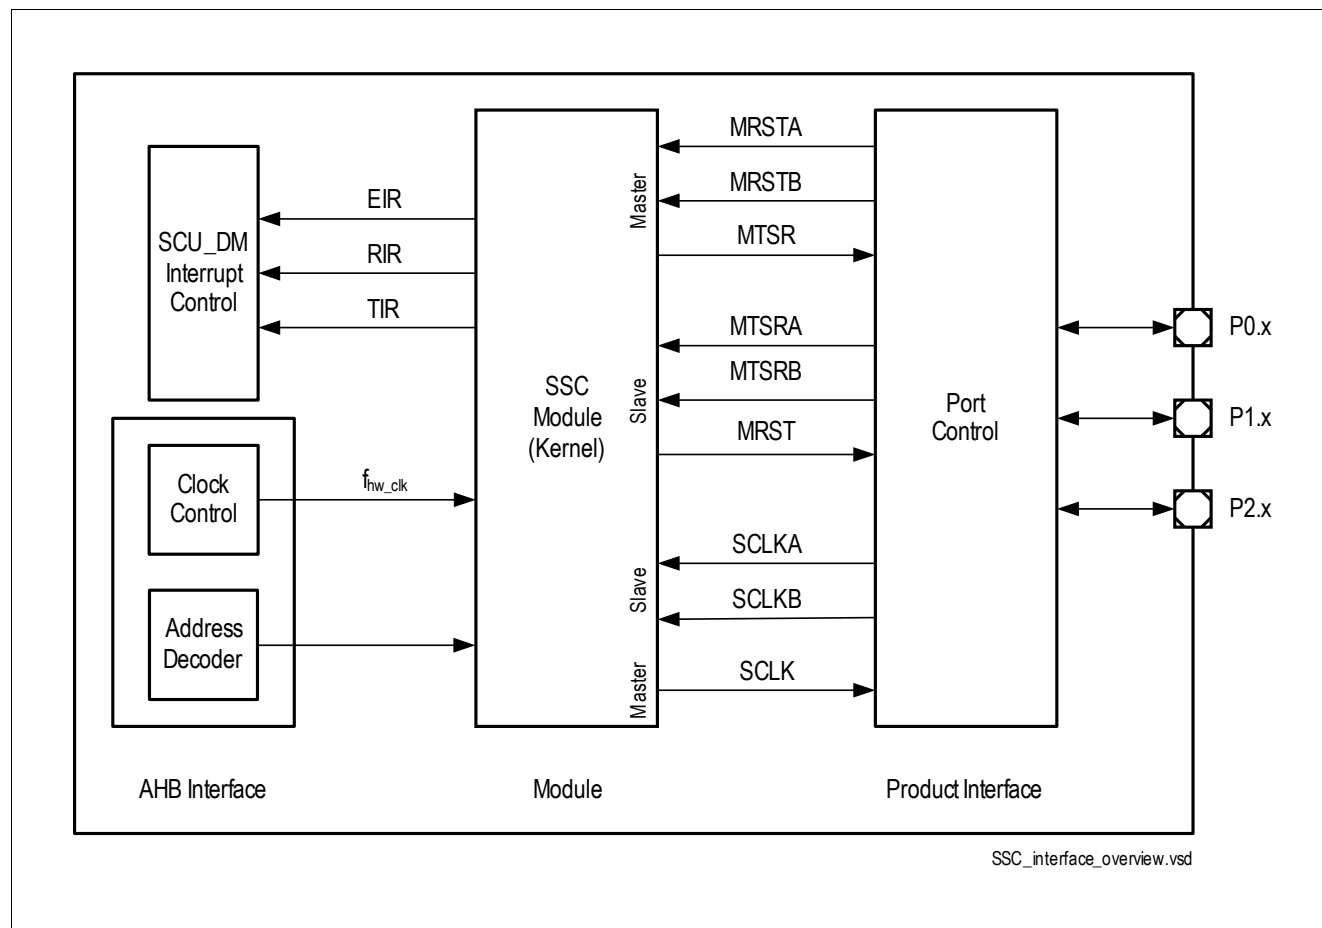 SCU_DM
Interrupt
Control
EIR
RIR
TIR
Clock
Control
f hw_clk
Address
Decoder
AHB Interface
SSC
Module
(Kernel)
Master
Slave
Slave
Master
Module
MRSTA
MRSTB
MTSR
MTSRA
MTSRB
MRST
SCLKA
SCLKB
SCLK
Port
Control
Product Interface
P0.x
P1.x
P2.x
SSC_interface_overview.vsd